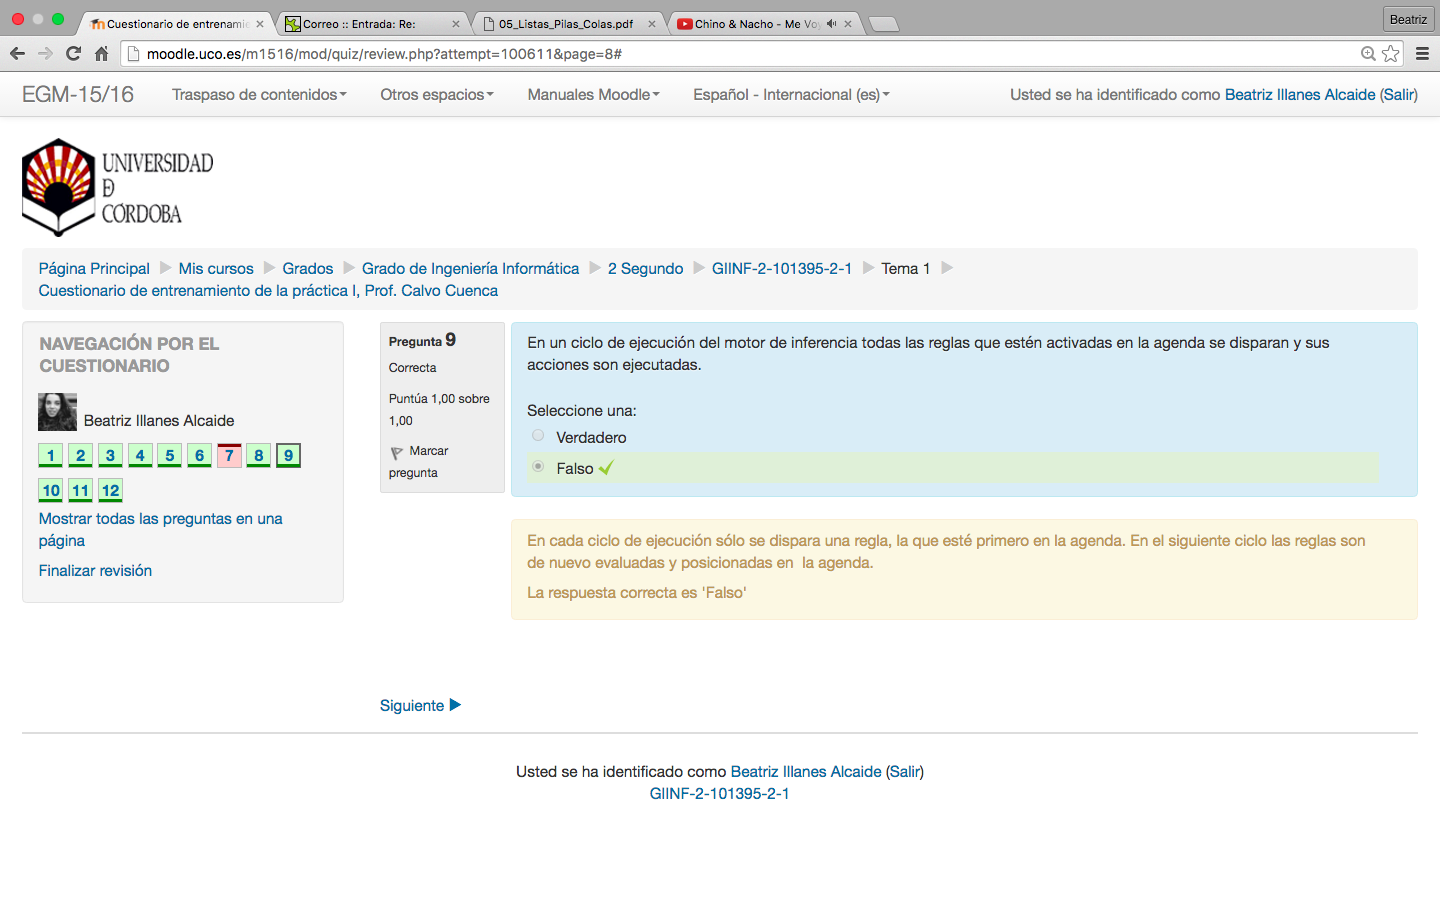 Cuestionario de entrenamie
Correo :: Entrada: Re:
05_Listas_Pilas_Colas.pdf
Chino & Nacho - Me Voy
Beatriz
moodle.uco.es/m1516/mod/quiz/review.php?attempt=100611&page=8#
EGM-15/16
Traspaso de contenidos
Otros espacios
Manuales Moodle
Español - Internacional (es)
Usted se ha identificado como Beatriz Illanes Alcaide (Salir)
UNIVERSIDAD
Ð
CÓRDOBA
Página Principal
Mis cursos
Grados
Grado de Ingeniería Informática
2 Segundo
GIINF-2-101395-2-1
Tema 1
Cuestionario de entrenamiento de la práctica I, Prof. Calvo Cuenca
NAVEGACIÓN POR EL
CUESTIONARIO
Beatriz Illanes Alcaide
1 2 3 4 5 6 7 8 9
10 11 12
Mostrar todas las preguntas en una
página
Finalizar revisión
Pregunta 9
Correcta
Puntúa 1,00 sobre
1,00
Marcar
pregunta
En un ciclo de ejecución del motor de inferencia todas las reglas que estén activadas en la agenda se disparan y sus
acciones son ejecutadas.
Seleccione una:
Verdadero
Falso
En cada ciclo de ejecución sólo se dispara una regla, la que esté primero en la agenda. En el siguiente ciclo las reglas son
de nuevo evaluadas y posicionadas en la agenda.
La respuesta correcta es 'Falso'
Siguiente
Usted se ha identificado como Beatriz Illanes Alcaide (Salir)
GIINF-2-101395-2-1